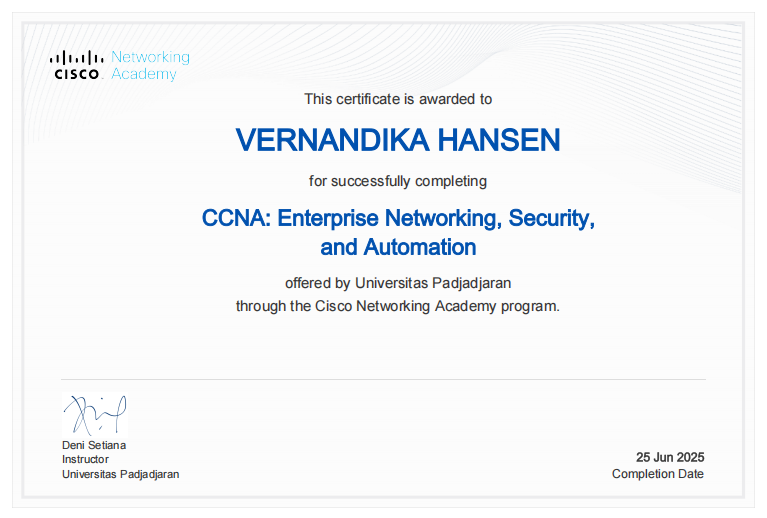 CISCO. Networking
Academy
This certificate is awarded to
VERNANDIKA HANSEN
for successfully completing
CCNA: Enterprise Networking, Security,
and Automation
offered by Universitas Padjadjaran
through the Cisco Networking Academy program.
Deni Setiana
Instructor
Universitas Padjadjaran
25 Jun 2025
Completion Date